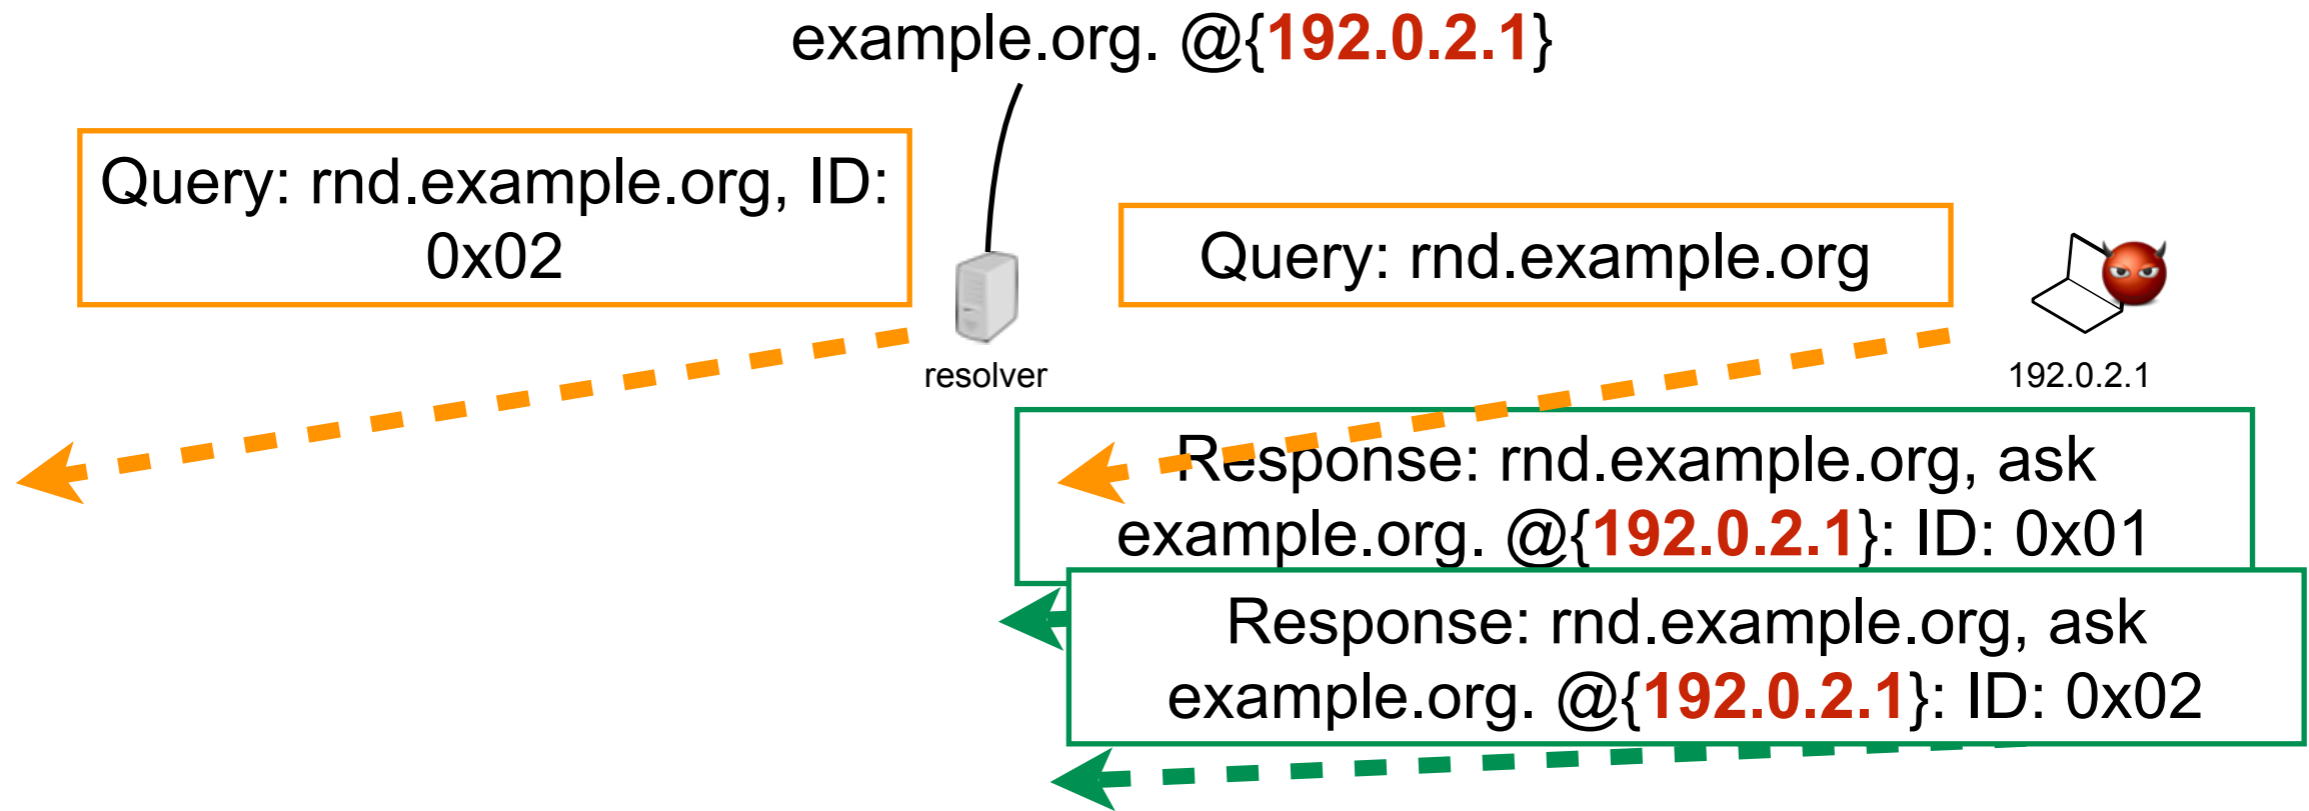 example.org. @{192.0.2.1}
Query: rnd.example.org, ID:
0x02
Query: rnd.example.org
resolver
192.0.2.1
Response: rnd.example.org, ask
example.org. @{192.0.2.1}: ID: 0x01
Response: rnd.example.org, ask
example.org. @{192.0.2.1}: ID: 0x02